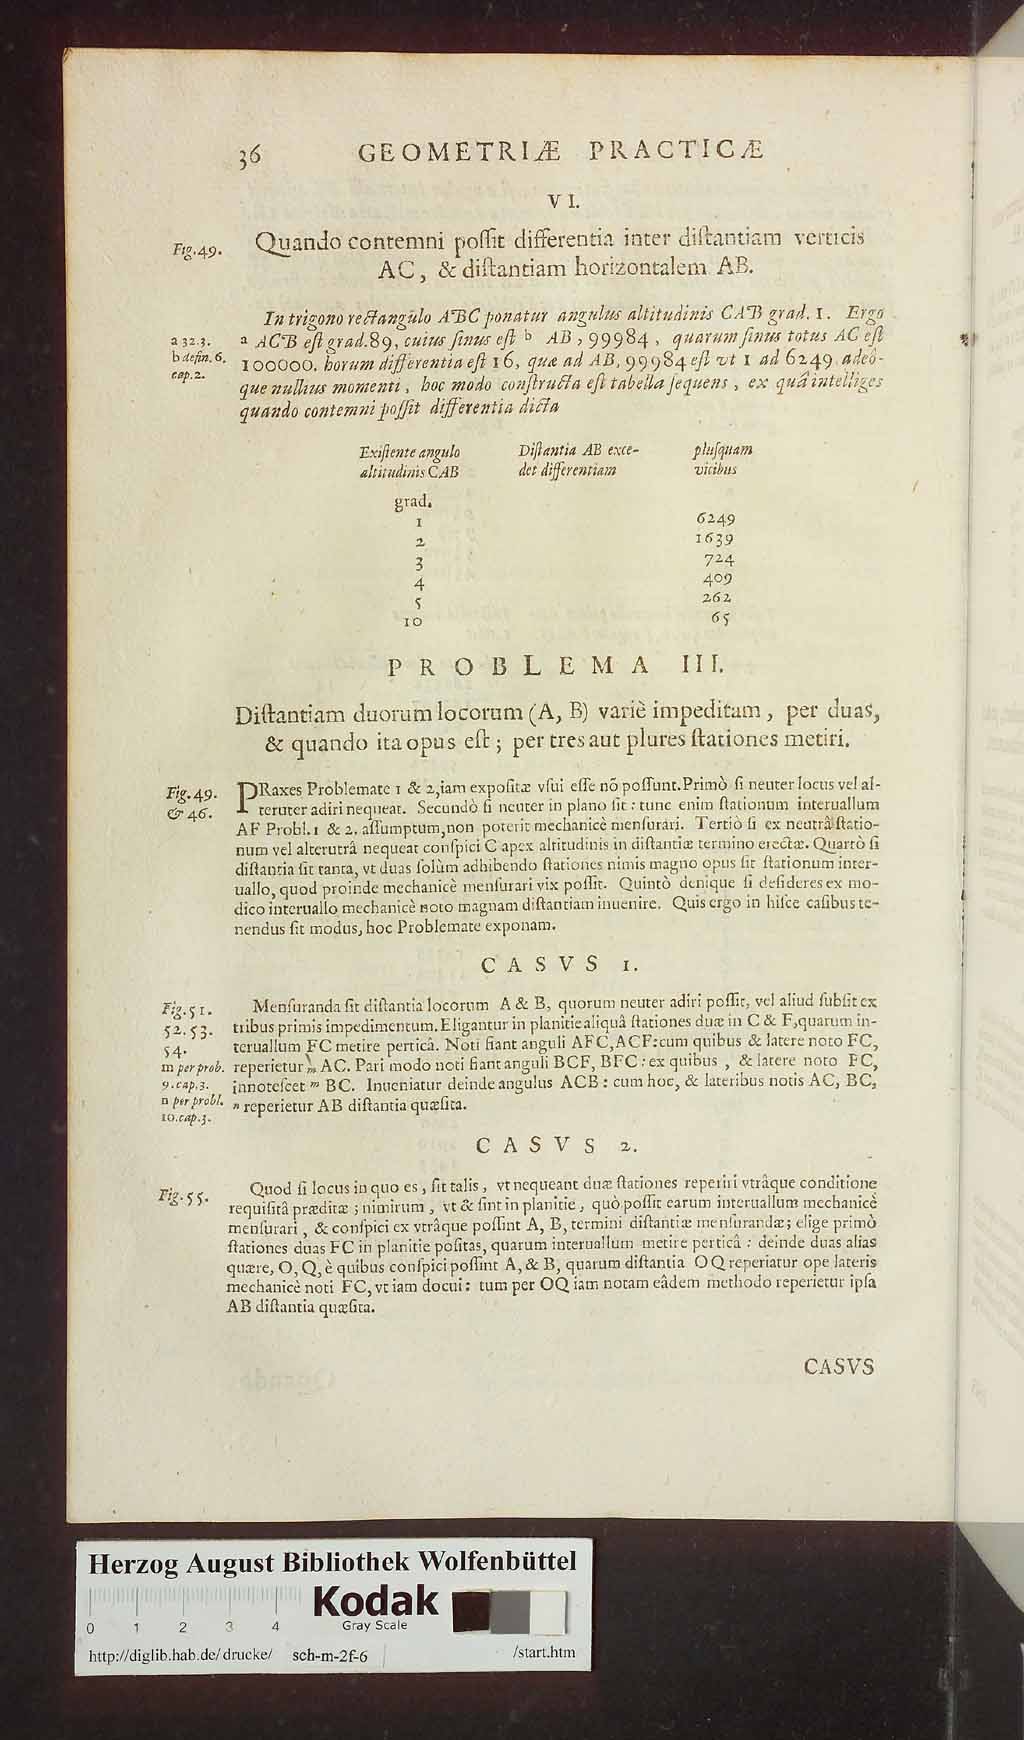 36 GEOMETRIÆ PRACTICÆ
VI.
Fig. 49. Quando contemni poſſit differentia inter diſtantiam verticis
AC, & diſtantiam horizontalem AB.
In trigono rectangulo ABC ponatur angulus altitudinis CAB grad. 1. Ergo
a 32.3. a ACB eſt grad. 89, cuius ſinus eſt b AB, 99984, quarum ſinus totus AC eſt
b defin. 6. 100000. horum differentia eſt 16, quæ ad AB, 99984 eſt vt 1 ad 6249. adeo-
cap. 2. que nullius momenti, hoc modo conſtructa eſt tabella ſequens, ex quâ intelliges
quando contemni poſſit differentia dicta
Exiſtente angulo Diſtantia AB exce- pluſquam
altitudinis CAB det differentiam vicibus
grad.
1 6249
2 1639
3 724
4 409
5 262
10 65
PROBLEMA III.
Diſtantiam duorum locorum (A, B) variè impeditam, per duas,
& quando ita opus eſt; per tres aut plures ſtationes metiri.
Fig. 49. PRaxes Problemate 1 & 2, iam expoſitæ vſui eſſe nõ poſſunt. Primò ſi neuter locus vel al-
& 46. teruter adiri nequeat. Secundò ſi neuter in plano ſit: tunc enim ſtationum interuallum
AF Probl. 1 & 2. aſſumptum, non poterit mechanicè menſurari. Tertiò ſi ex neutrâ ſtatio-
num vel alterutrâ nequeat conſpici C apex altitudinis in diſtantiæ termino erectæ. Quartò ſi
diſtantia ſit tanta, vt duas ſolùm adhibendo ſtationes nimis magno opus ſit ſtationum inter-
uallo, quod proinde mechanicè menſurari vix poſſit. Quintò denique ſi deſideres ex mo-
dico interuallo mechanicè noto magnam diſtantiam inuenire. Quis ergo in hiſce caſibus te-
nendus ſit modus, hoc Problemate exponam.
CASVS 1.
Fig. 51. Menſuranda ſit diſtantia locorum A & B, quorum neuter adiri poſſit, vel aliud ſubſit ex
52. 53. tribus primis impedimentum. Eligantur in planitie aliquâ ſtationes duæ in C & F, quarum in-
54. teruallum FC metire perticâ. Noti fiant anguli AFC, ACF: cum quibus & latere noto FC,
m per prob. reperietur m AC. Pari modo noti fiant anguli BCF, BFC: ex quibus, & latere noto FC,
9. cap. 3. innoteſcet m BC. Inueniatur deinde angulus ACB: cum hoc, & lateribus notis AC, BC,
n per probl. n reperietur AB diſtantia quæſita.
10. cap. 3.
CASVS 2.
Fig. 55. Quod ſi locus in quo es, ſit talis, vt nequeant duæ ſtationes reperiri vtrâque conditione
requiſitâ præditæ; nimirum, vt & ſint in planitie, quò poſſit earum interuallum mechanicè
menſurari, & conſpici ex vtrâque poſſint A, B, termini diſtantiæ menſurandæ; elige primò
ſtationes duas FC in planitie poſitas, quarum interuallum metire perticâ: deinde duas alias
quære, O, Q, è quibus conſpici poſſint A, & B, quarum diſtantia OQ reperiatur ope lateris
mechanicè noti FC, vt iam docui: tum per OQ iam notam eâdem methodo reperietur ipſa
AB diſtantia quæſita.
CASVS
Herzog August Bibliothek Wolfenbüttel
Kodak
0 1 2 3 4 Gray Scale
http://diglib.hab.de/drucke/ sch-m-2f-6 /start.htm